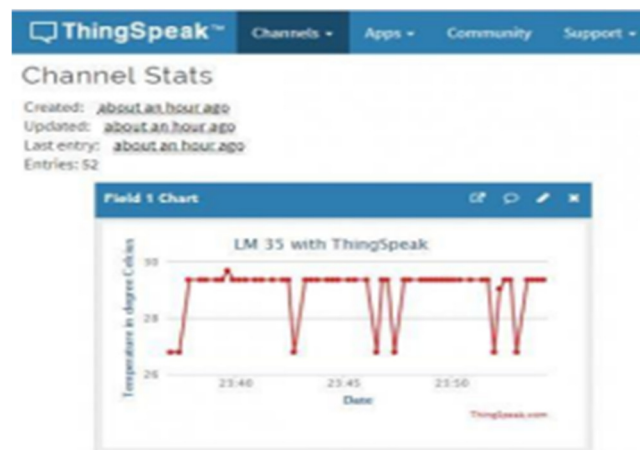 ThingSpeak™ Channels Apps Community Support
Channel Stats
Created: about an hour ago
Updated: about an hour ago
Last entry: about an hour ago
Entries: 52
Field 1 Chart
LM 35 with ThingSpeak
Temperature in degree Celcius
30
28
26
23:40 23:45 23:50
Date
ThingSpeak.com